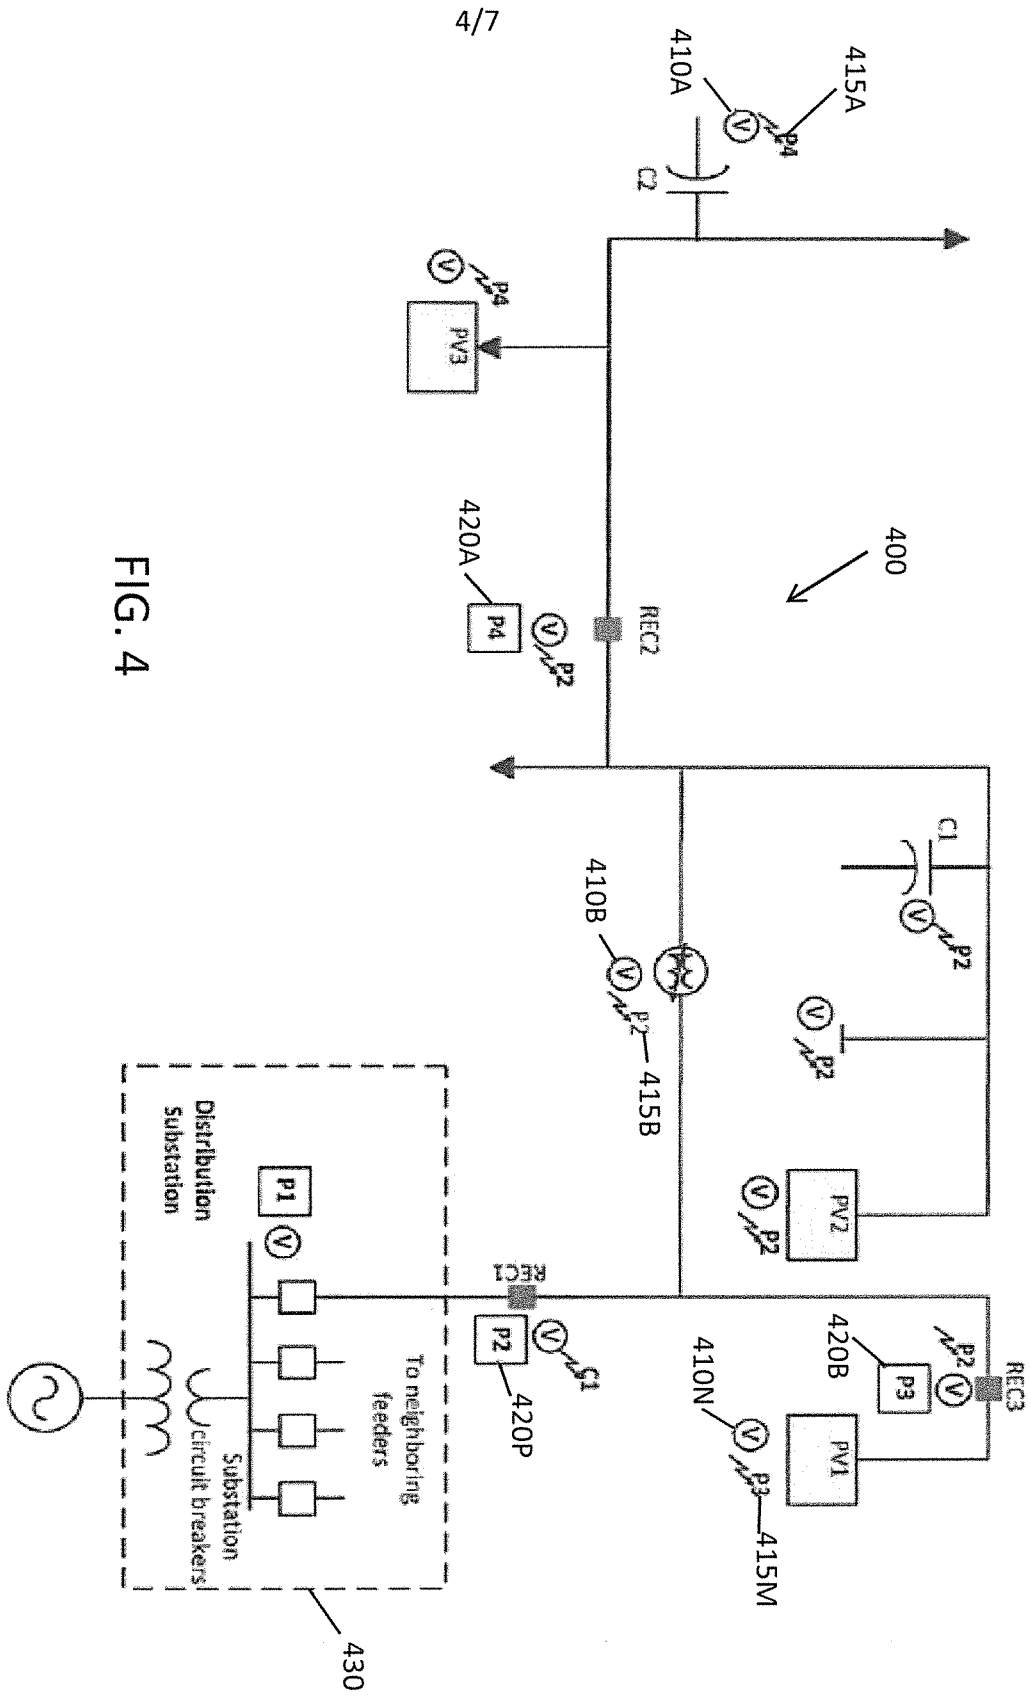 4/7
410A
415A
P4
V
C2
V
P4
PV3
400
420A
P4
V
P2
REC2
C1
V
P2
410B
V
P2
415B
V
P2
PV2
V
P2
Distribution
Substation
P1
V
REC1
P2
V
C1
420P
To neighboring
feeders
Substation
circuit breakers
430
REC3
P2
V
P3
420B
410N
V
P3
415M
PV1
FIG. 4